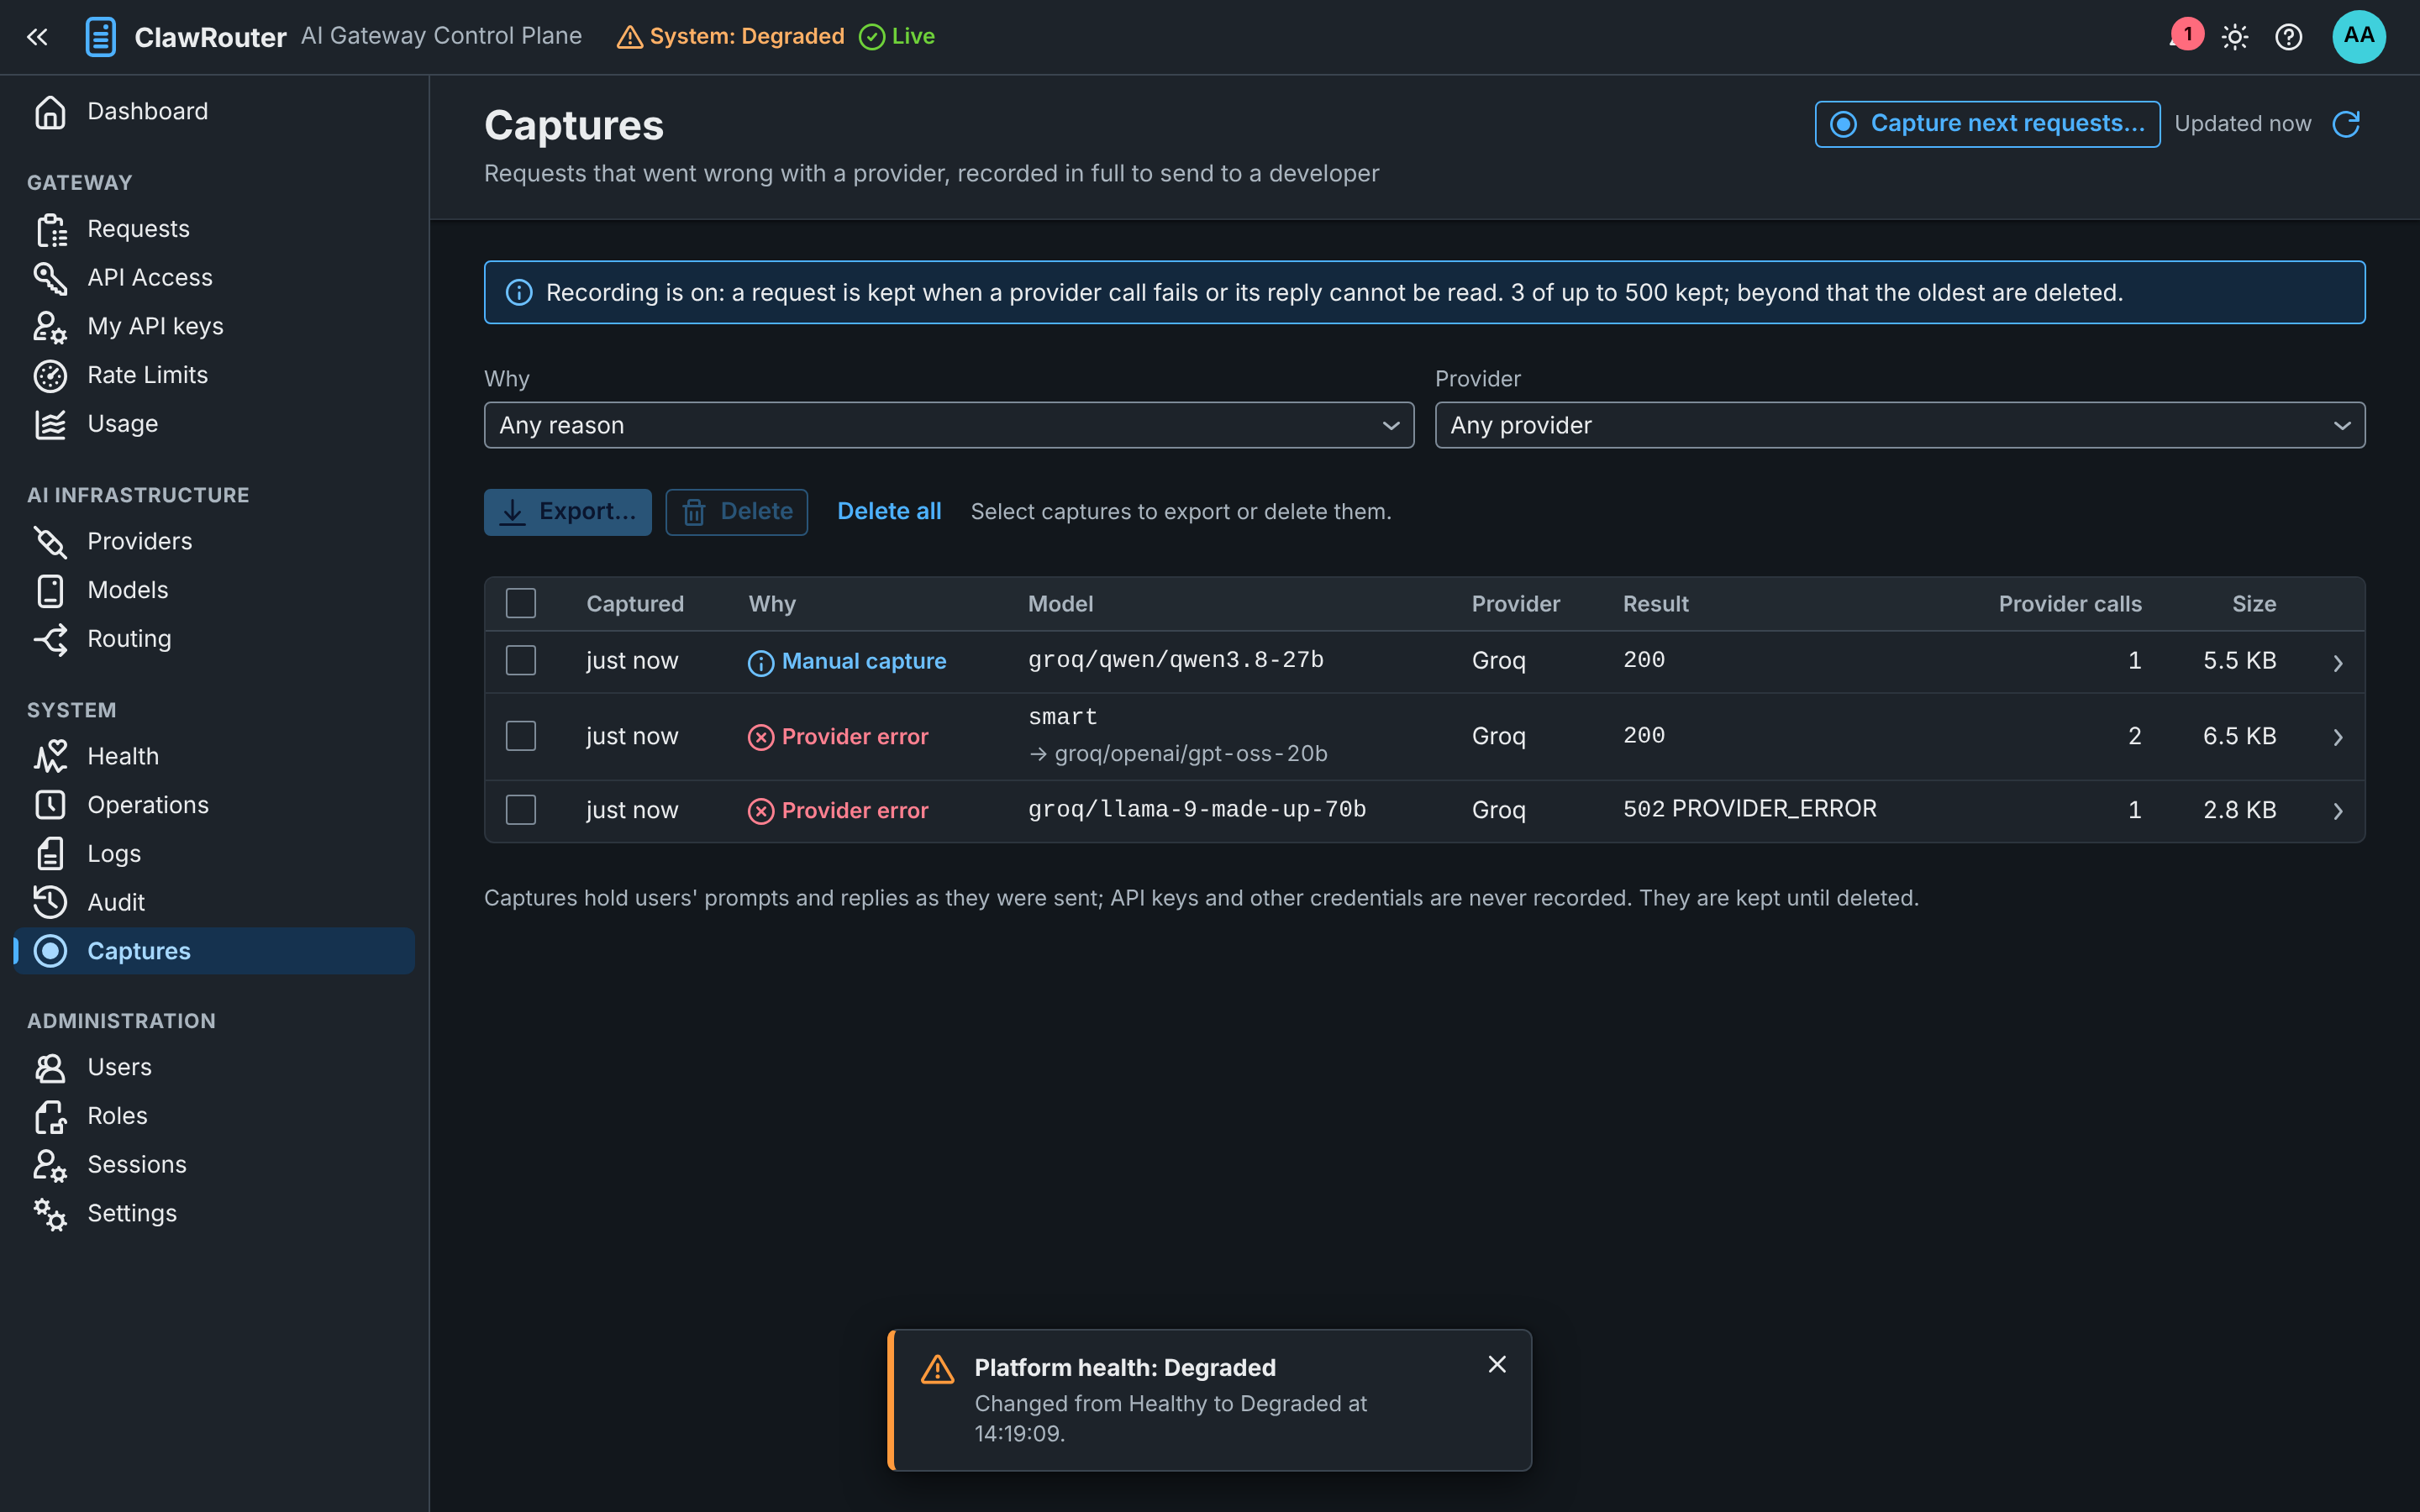 ClawRouter AI Gateway Control Plane System: Degraded Live 1 AA
Dashboard
GATEWAY
Requests
API Access
My API keys
Rate Limits
Usage
AI INFRASTRUCTURE
Providers
Models
Routing
SYSTEM
Health
Operations
Logs
Audit
Captures
ADMINISTRATION
Users
Roles
Sessions
Settings
Captures
Capture next requests... Updated now
Requests that went wrong with a provider, recorded in full to send to a developer
Recording is on: a request is kept when a provider call fails or its reply cannot be read. 3 of up to 500 kept; beyond that the oldest are deleted.
Why Provider
Any reason Any provider
Export... Delete Delete all Select captures to export or delete them.
Captured Why Model Provider Result Provider calls Size
just now Manual capture groq/qwen/qwen3.8-27b Groq 200 1 5.5 KB
just now Provider error smart Groq 200 2 6.5 KB
→ groq/openai/gpt-oss-20b
just now Provider error groq/llama-9-made-up-70b Groq 502 PROVIDER_ERROR 1 2.8 KB
Captures hold users' prompts and replies as they were sent; API keys and other credentials are never recorded. They are kept until deleted.
Platform health: Degraded
Changed from Healthy to Degraded at
14:19:09.